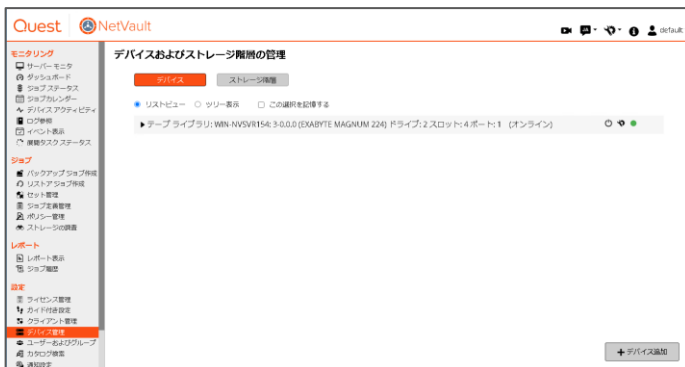 Quest NetVault
default
モニタリング
サーバーモニタ
ダッシュボード
ジョブステータス
ジョブカレンダー
デバイスアクティビティ
ログ参照
イベント表示
展開タスクステータス
ジョブ
バックアップジョブ作成
リストアジョブ作成
セット管理
ジョブ定義管理
ポリシー管理
ストレージの調査
レポート
レポート表示
ジョブ履歴
設定
ライセンス管理
ガイド付き設定
クライアント管理
デバイス管理
ユーザーおよびグループ
カタログ検索
通知設定
デバイスおよびストレージ階層の管理
デバイス ストレージ階層
リストビュー ツリー表示 この選択を記憶する
テープ ライブラリ: WIN-NVSVR154: 3-0.0.0 (EXABYTE MAGNUM 224) ドライブ: 2 スロット: 4 ポート: 1 (オンライン)
デバイス追加